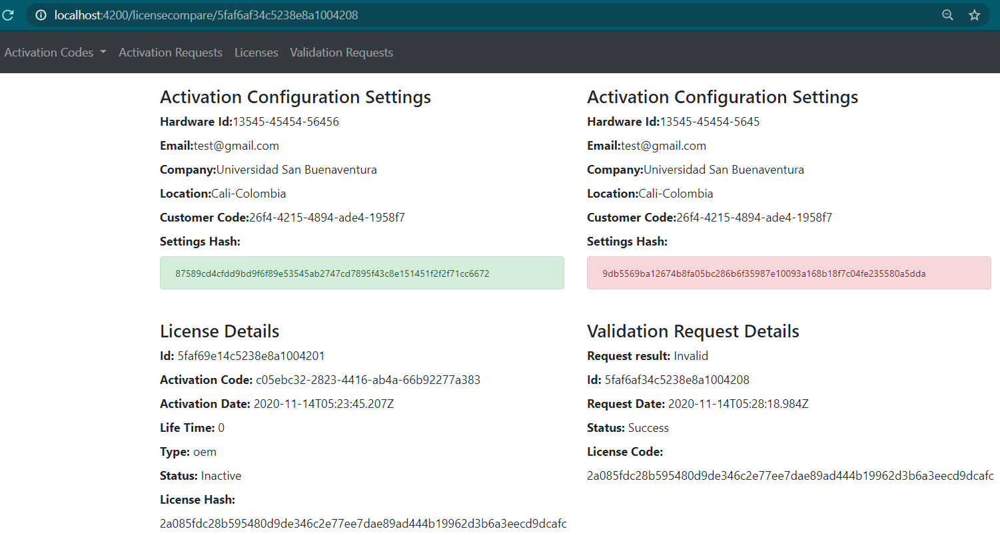 localhost:4200/licensecompare/5faf6af34c5238e8a1004208
Activation Codes Activation Requests Licenses Validation Requests
Activation Configuration Settings
Hardware Id:13545-45454-56456
Email:test@gmail.com
Company:Universidad San Buenaventura
Location:Cali-Colombia
Customer Code:26f4-4215-4894-ade4-1958f7
Settings Hash:
87589cd4cfdd9bd9f6f89e53545ab2747cd7895f43c8e151451f2f2f71cc6672
Activation Configuration Settings
Hardware Id:13545-45454-5645
Email:test@gmail.com
Company:Universidad San Buenaventura
Location:Cali-Colombia
Customer Code:26f4-4215-4894-ade4-1958f7
Settings Hash:
9db5569ba12674b8fa05bc286b6f35987e10093a168b18f7c04fe235580a5dda
License Details
Id: 5faf69e14c5238e8a1004201
Activation Code: c05ebc32-2823-4416-ab4a-66b92277a383
Activation Date: 2020-11-14T05:23:45.207Z
Life Time: 0
Type: oem
Status: Inactive
License Hash:
2a085fdc28b595480d9de346c2e77ee7dae89ad444b19962d3b6a3eecd9dcafc
Validation Request Details
Request result: Invalid
Id: 5faf6af34c5238e8a1004208
Request Date: 2020-11-14T05:28:18.984Z
Status: Success
License Code:
2a085fdc28b595480d9de346c2e77ee7dae89ad444b19962d3b6a3eecd9dcafc